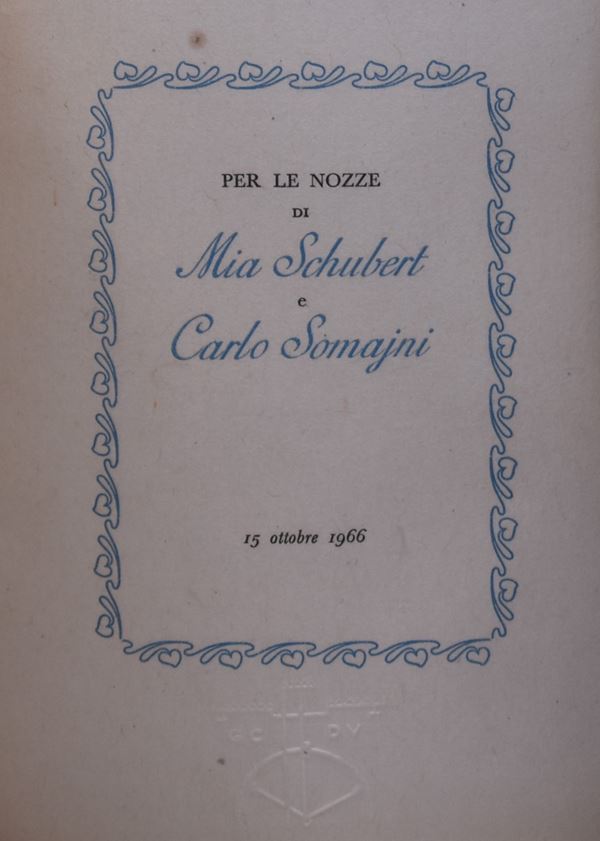 PER LE NOZZE
DI
Mia Schubert
e
Carlo Somajni
15 ottobre 1966
G C D V